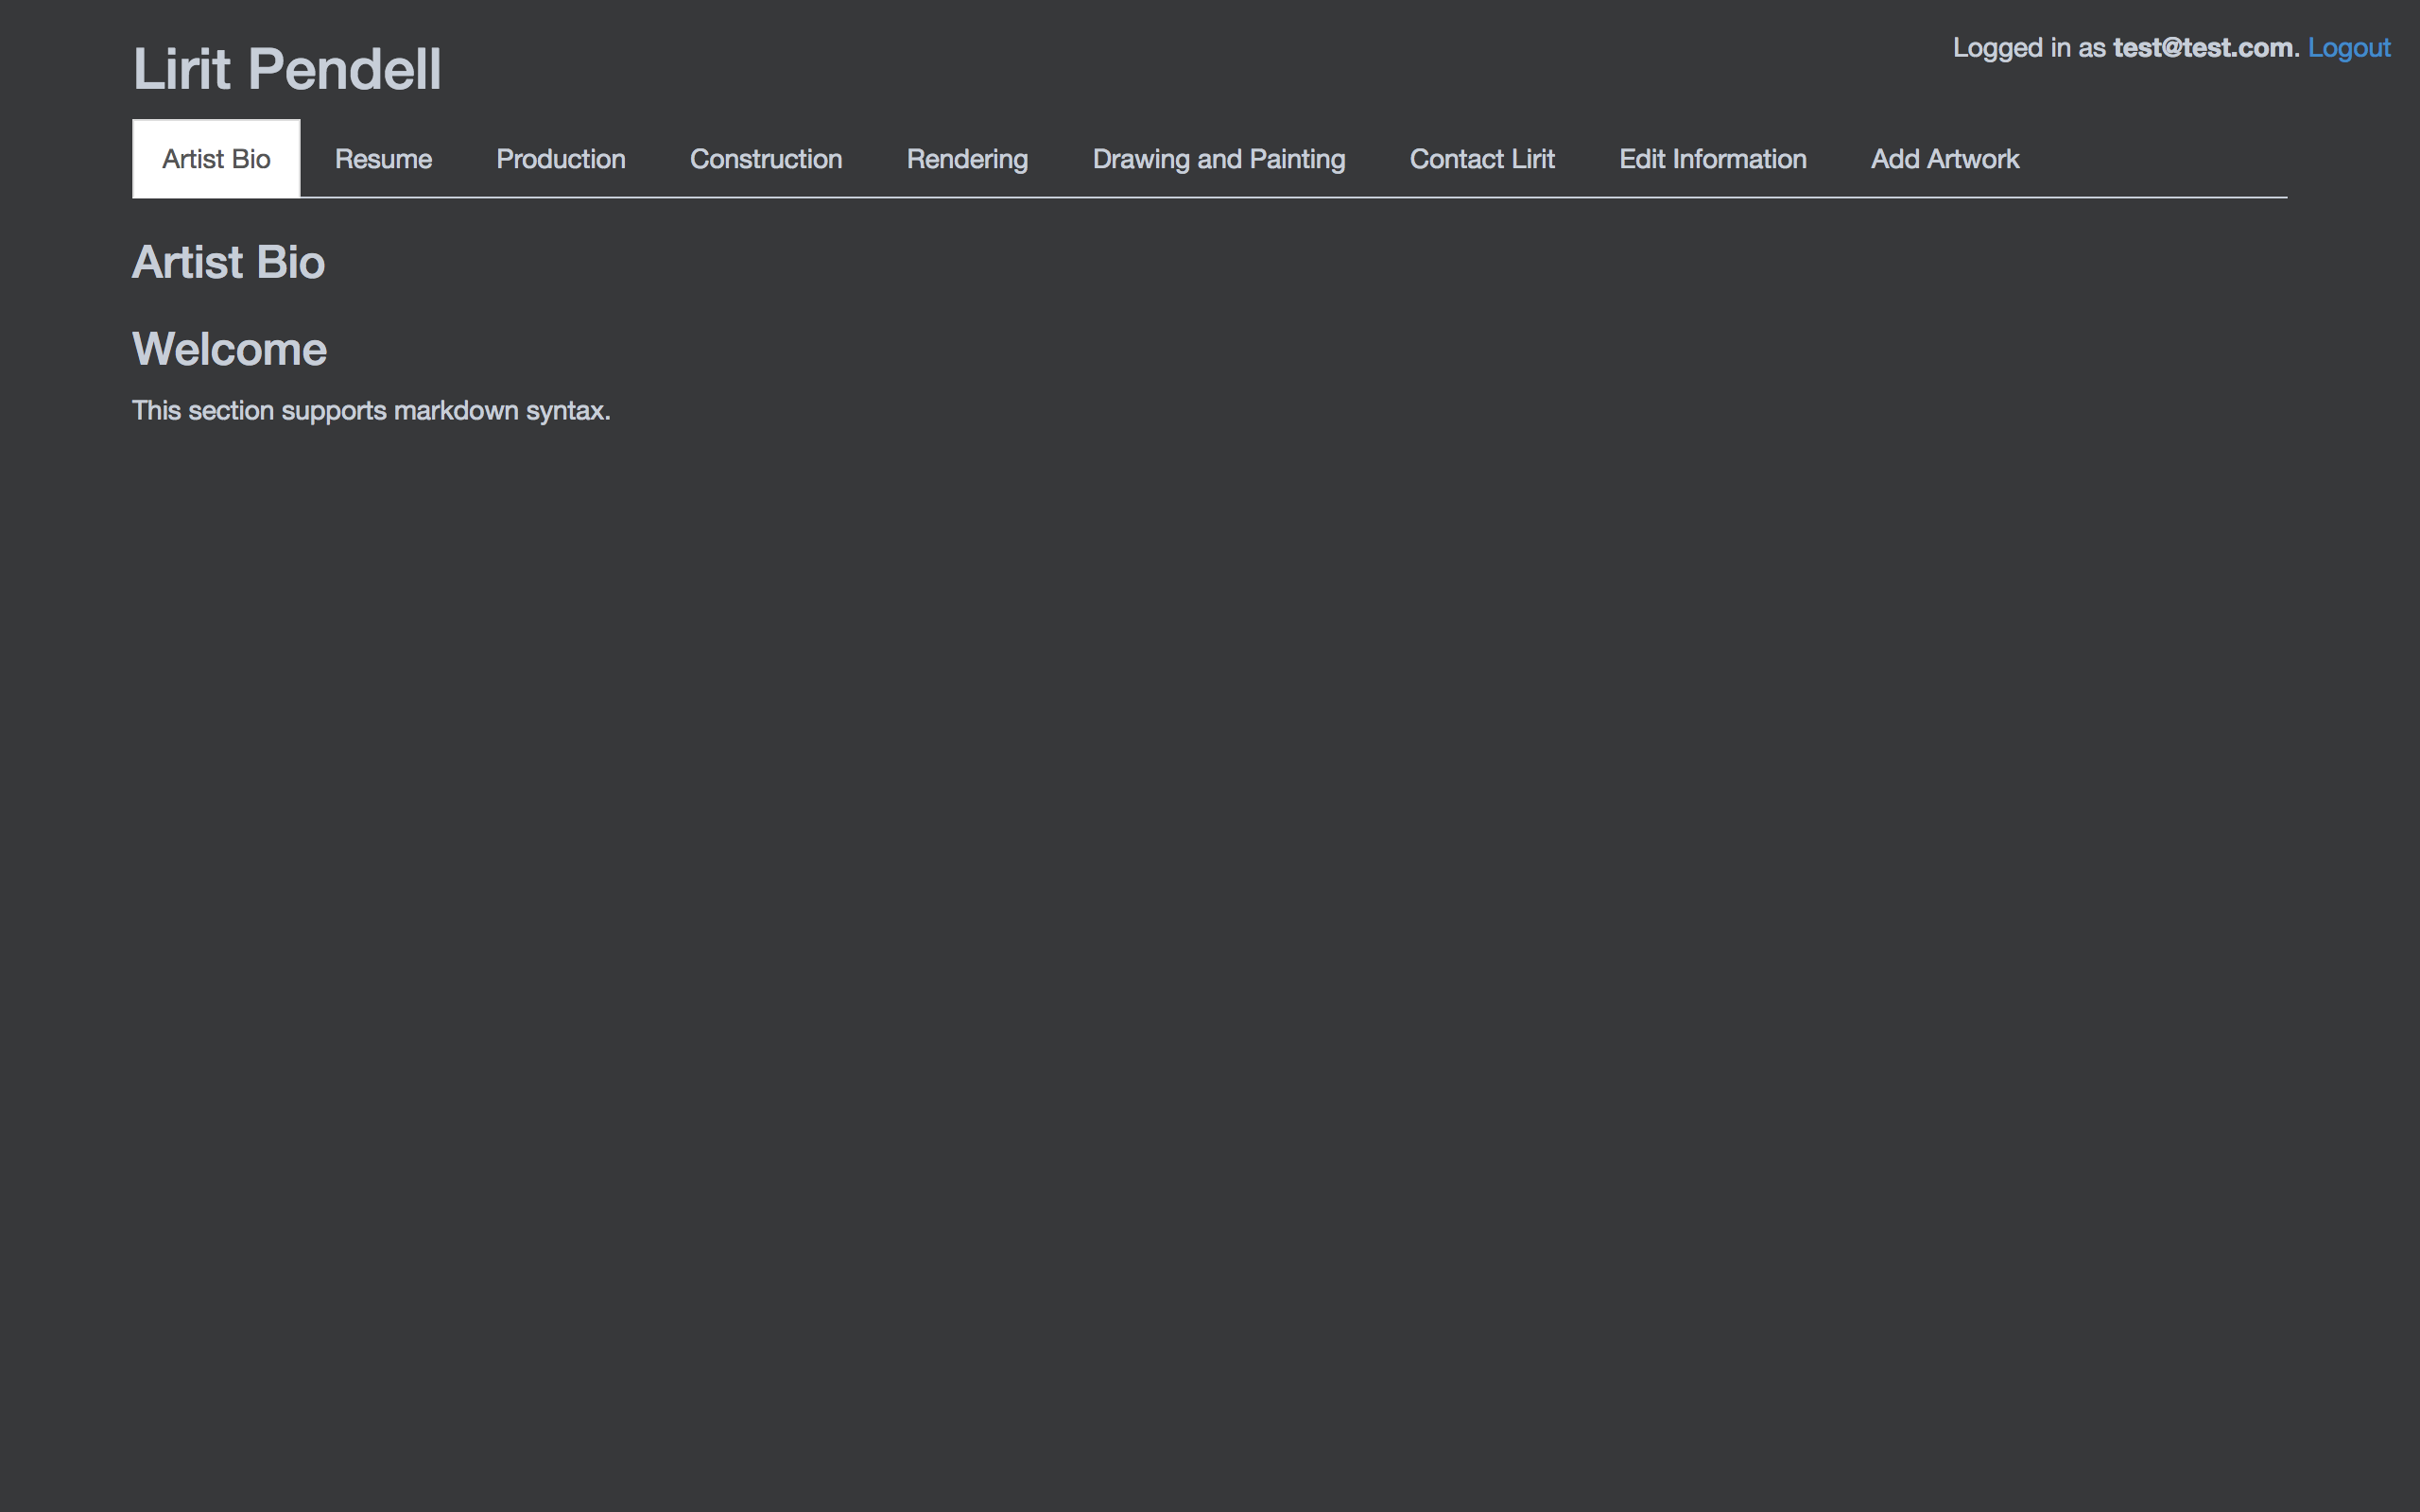 Lirit Pendell
Logged in as test@test.com. Logout
Artist Bio Resume Production Construction Rendering Drawing and Painting Contact Lirit Edit Information Add Artwork
Artist Bio
Welcome
This section supports markdown syntax.